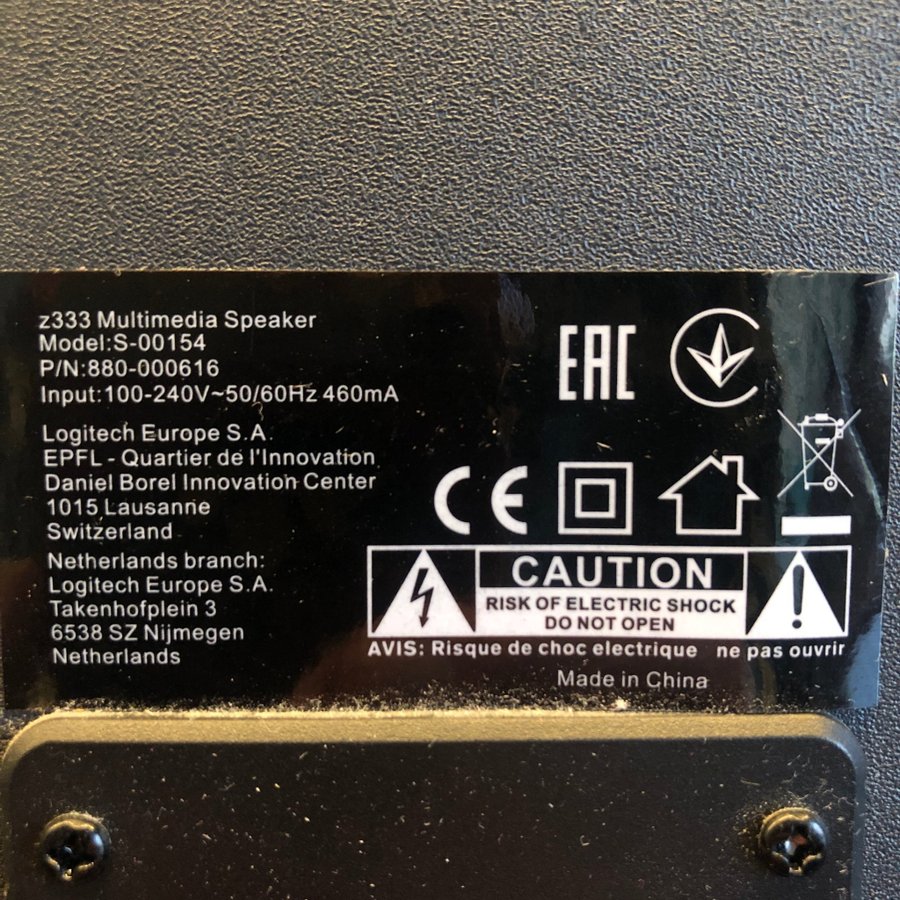 z333 Multimedia Speaker
Model:S-00154
P/N:880-000616
Input:100-240V~50/60Hz 460mA
Logitech Europe S.A.
EPFL - Quartier de l'Innovation
Daniel Borel Innovation Center
1015 Lausanne
Switzerland
Netherlands branch:
Logitech Europe S.A.
Takenhofplein 3
6538 SZ Nijmegen
Netherlands
EAC
CE
CAUTION
RISK OF ELECTRIC SHOCK
DO NOT OPEN
AVIS: Risque de choc electrique ne pas ouvrir
Made in China